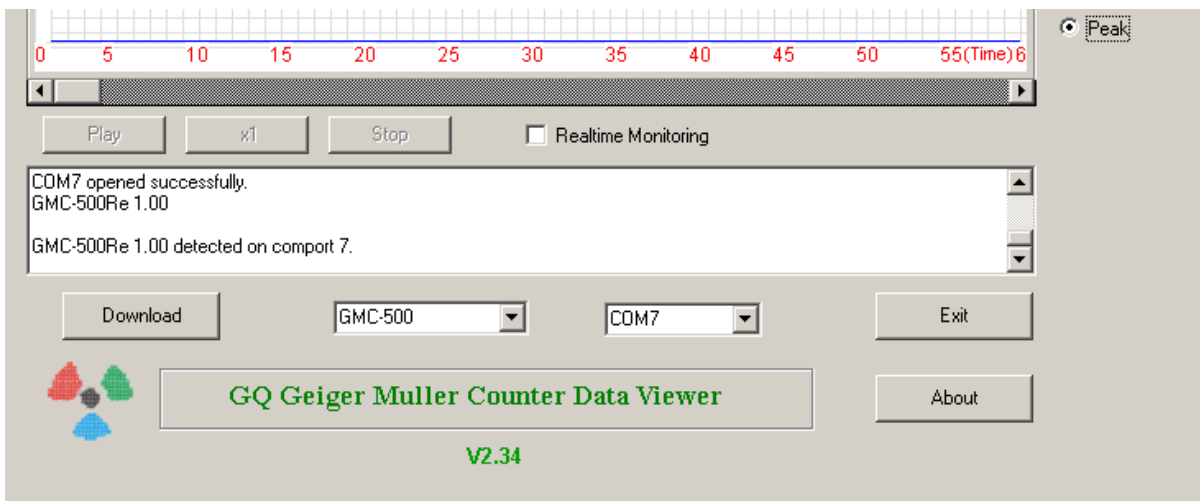 Peak
0 5 10 15 20 25 30 35 40 45 50 55(Time)6
Play x1 Stop Realtime Monitoring
COM7 opened successfully.
GMC-500Re 1.00
GMC-500Re 1.00 detected on comport 7.
Download GMC-500 COM7 Exit
GQ Geiger Muller Counter Data Viewer About
V2.34